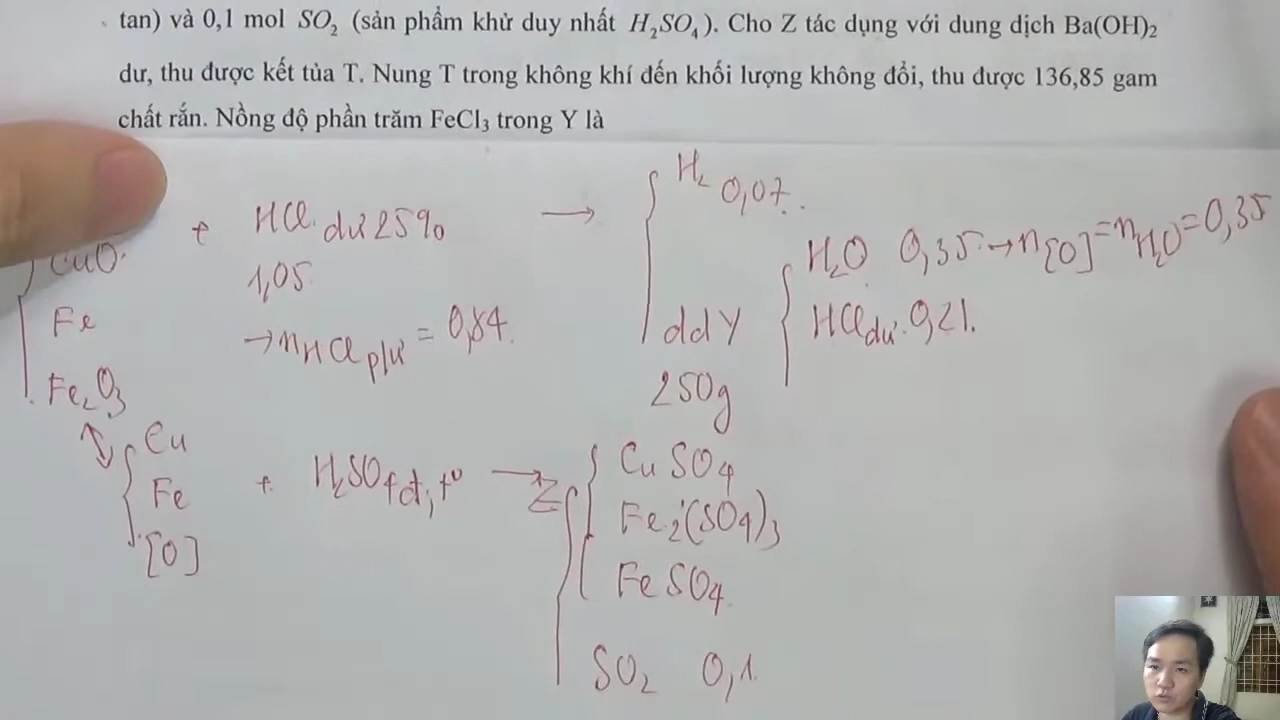 tan) và 0,1 mol SO₂ (sản phẩm khử duy nhất H₂SO₄). Cho Z tác dụng với dung dịch Ba(OH)₂
dư, thu được kết tủa T. Nung T trong không khí đến khối lượng không đổi, thu được 136,85 gam
chất rắn. Nồng độ phần trăm FeCl₃ trong Y là
CuO
Fe
Fe₂O₃
+ HCl dư 25%
1,05
→ nHCl p/ư = 0,84.
→
H₂ 0,07.
ddY
250g
H₂O 0,35 → n[O] = nH₂O = 0,35
HCl dư 0,21.
Cu
Fe
[O]
+ H₂SO₄ đ, t° → Z
CuSO₄
Fe₂(SO₄)₃
FeSO₄
SO₂ 0,1